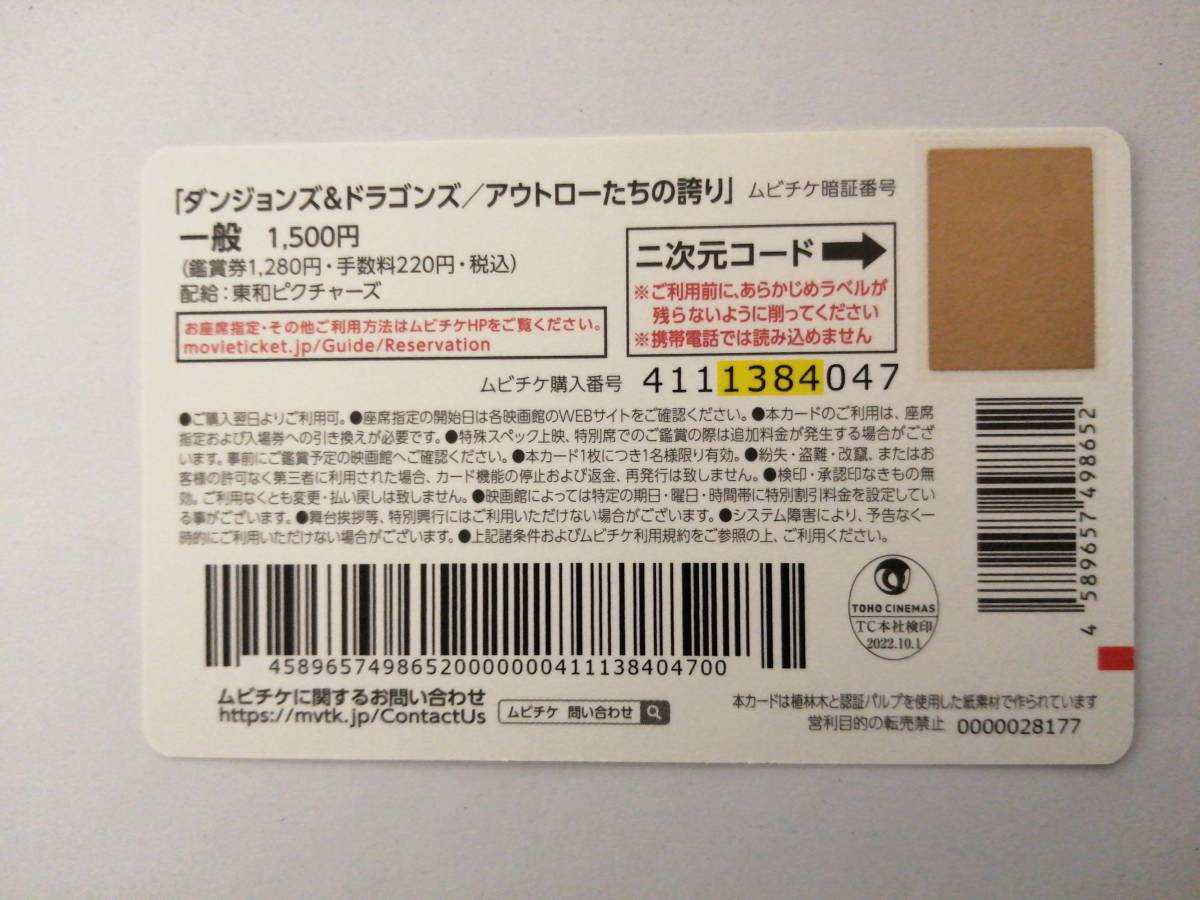 「ダンジョンズ&ドラゴンズ／アウトローたちの誇り」
ムビチケ暗証番号
一般 1,500円
(鑑賞券1,280円・手数料220円・税込)
配給：東和ピクチャーズ
お座席指定・その他ご利用方法はムビチケHPをご覧ください。
movieticket.jp/Guide/Reservation
二次元コード
※ご利用前に、あらかじめラベルが
残らないように削ってください
※携帯電話では読み込めません
ムビチケ購入番号 4111384047
●ご購入翌日よりご利用可。●座席指定の開始日は各映画館のWEBサイトをご確認ください。●本カードのご利用は、座席
指定および入場券への引き換えが必要です。●特殊スペック上映、特別席でのご鑑賞の際は追加料金が発生する場合がござ
います。事前にご鑑賞予定の映画館へご確認ください。●本カード1枚につき1名様限り有効。●紛失・盗難・改竄、またはお
客様の許可なく第三者に利用された場合、カード機能の停止および返金、再発行は致しません。●検印・承認印なきもの無
効。ご利用なくとも変更・払い戻しは致しません。●映画館によっては特定の期日・曜日・時間帯に特別割引料金を設定してい
る事がございます。●舞台挨拶等、特別興行にはご利用いただけない場合がございます。●システム障害により、予告なく一
時的にご利用いただけない場合がございます。●上記諸条件およびムビチケ利用規約をご参照の上、ご利用ください。
4 589657 498652
45896574986520000000411138404700
TOHO CINEMAS
TC本社検印
2022.10.1
ムビチケに関するお問い合わせ
https://mvtk.jp/ContactUs
ムビチケ 問い合わせ
本カードは植林木と認証パルプを使用した紙素材で作られています
営利目的の転売禁止 0000028177